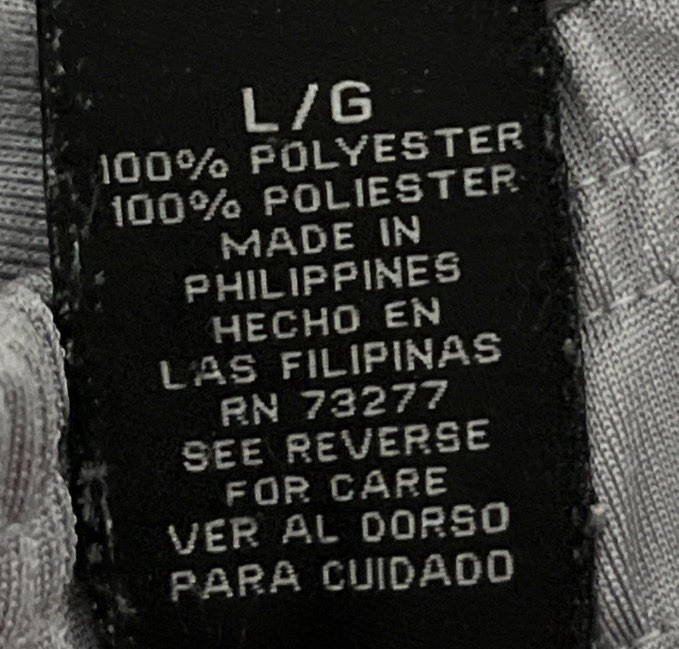 L/G
100% POLYESTER
100% POLIESTER
MADE IN
PHILIPPINES
HECHO EN
LAS FILIPINAS
RN 73277
SEE REVERSE
FOR CARE
VER AL DORSO
PARA CUIDADO